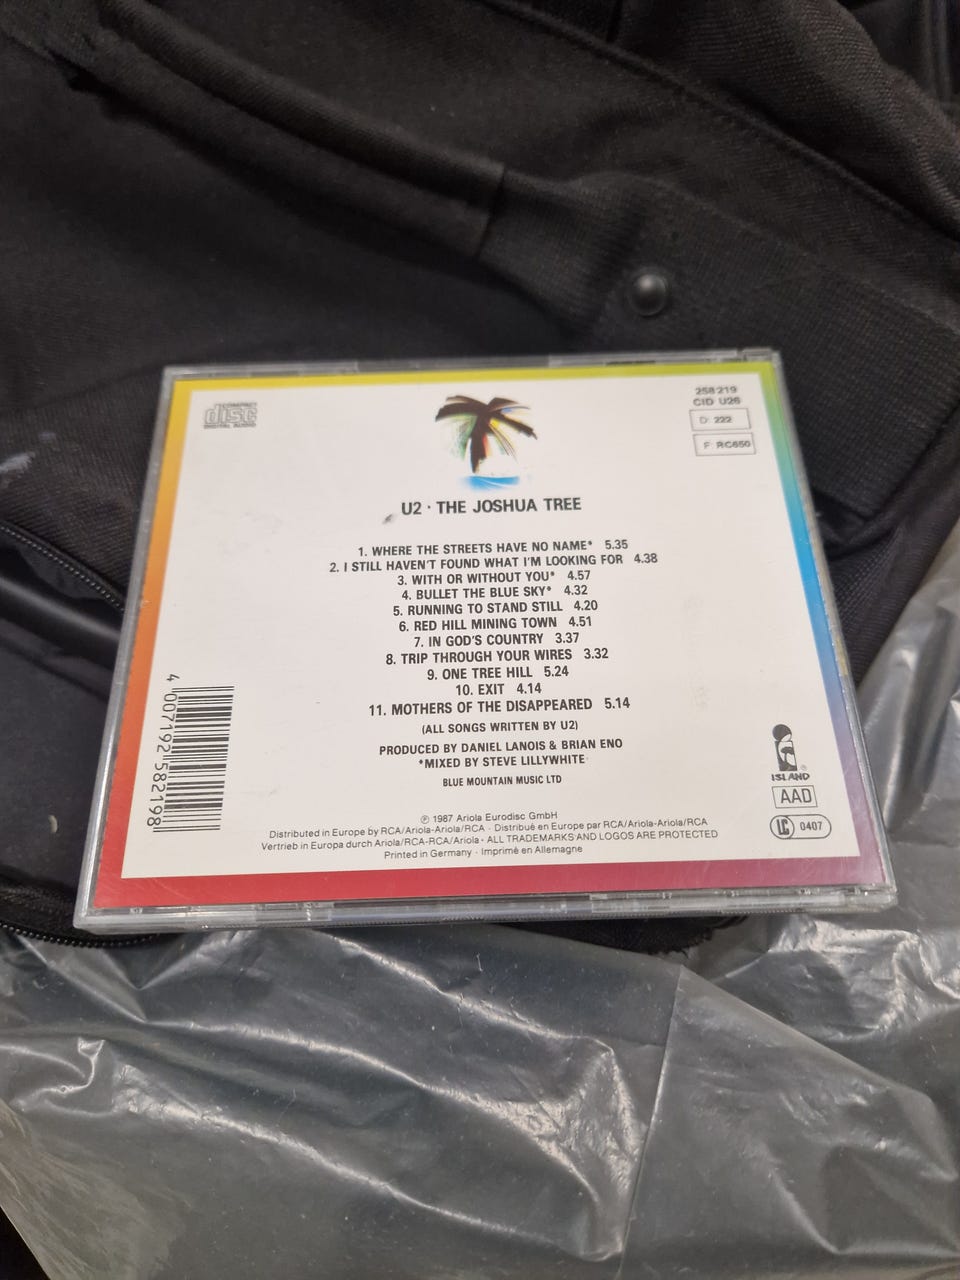 COMPACT
disc
DIGITAL AUDIO
258 219
CID U26
D: 222
F: RC650
U2 · THE JOSHUA TREE
1. WHERE THE STREETS HAVE NO NAME* 5.35
2. I STILL HAVEN'T FOUND WHAT I'M LOOKING FOR 4.38
3. WITH OR WITHOUT YOU* 4.57
4. BULLET THE BLUE SKY* 4.32
5. RUNNING TO STAND STILL 4.20
6. RED HILL MINING TOWN 4.51
7. IN GOD'S COUNTRY 3.37
8. TRIP THROUGH YOUR WIRES 3.32
9. ONE TREE HILL 5.24
10. EXIT 4.14
11. MOTHERS OF THE DISAPPEARED 5.14
(ALL SONGS WRITTEN BY U2)
PRODUCED BY DANIEL LANOIS & BRIAN ENO
*MIXED BY STEVE LILLYWHITE
BLUE MOUNTAIN MUSIC LTD
4 007192 582198
ISLAND
AAD
LC 0407
℗ 1987 Ariola Eurodisc GmbH
Distributed in Europe by RCA/Ariola-Ariola/RCA · Distribué en Europe par RCA/Ariola-Ariola/RCA
Vertrieb in Europa durch Ariola/RCA-RCA/Ariola · ALL TRADEMARKS AND LOGOS ARE PROTECTED
Printed in Germany · Imprimé en Allemagne